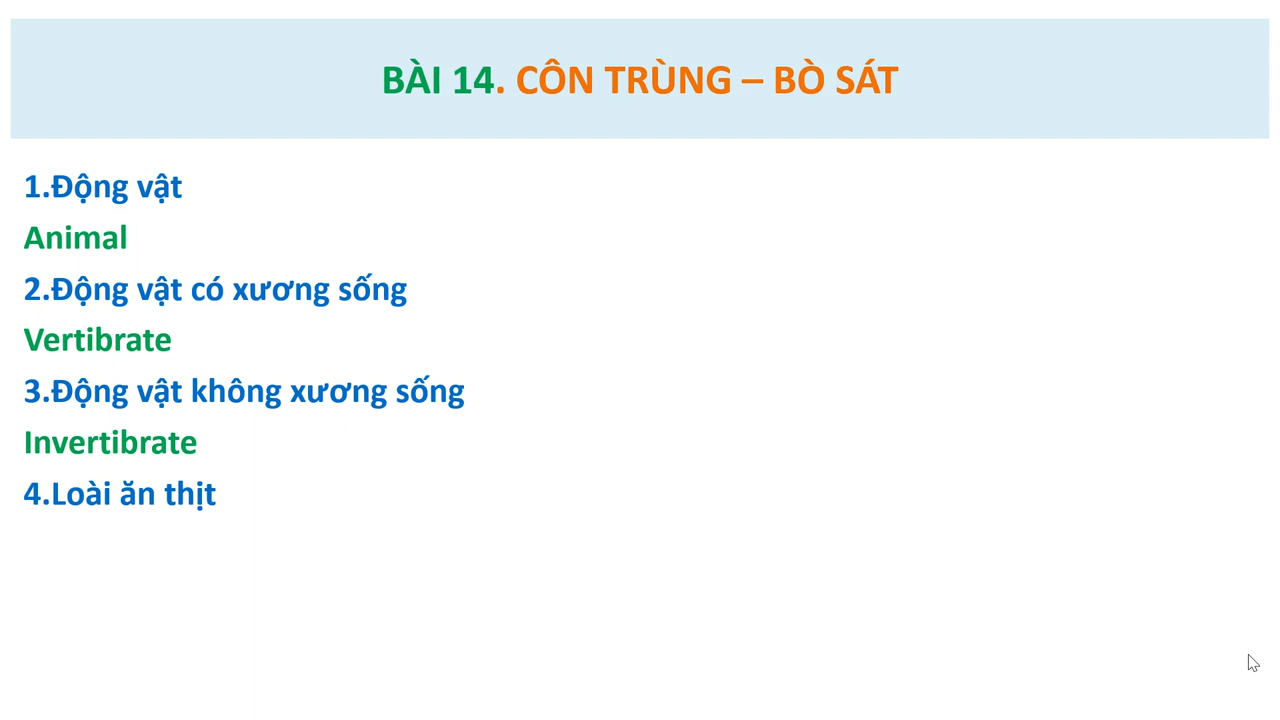 BÀI 14. CÔN TRÙNG – BÒ SÁT
1.Động vật
Animal
2.Động vật có xương sống
Vertibrate
3.Động vật không xương sống
Invertibrate
4.Loài ăn thịt